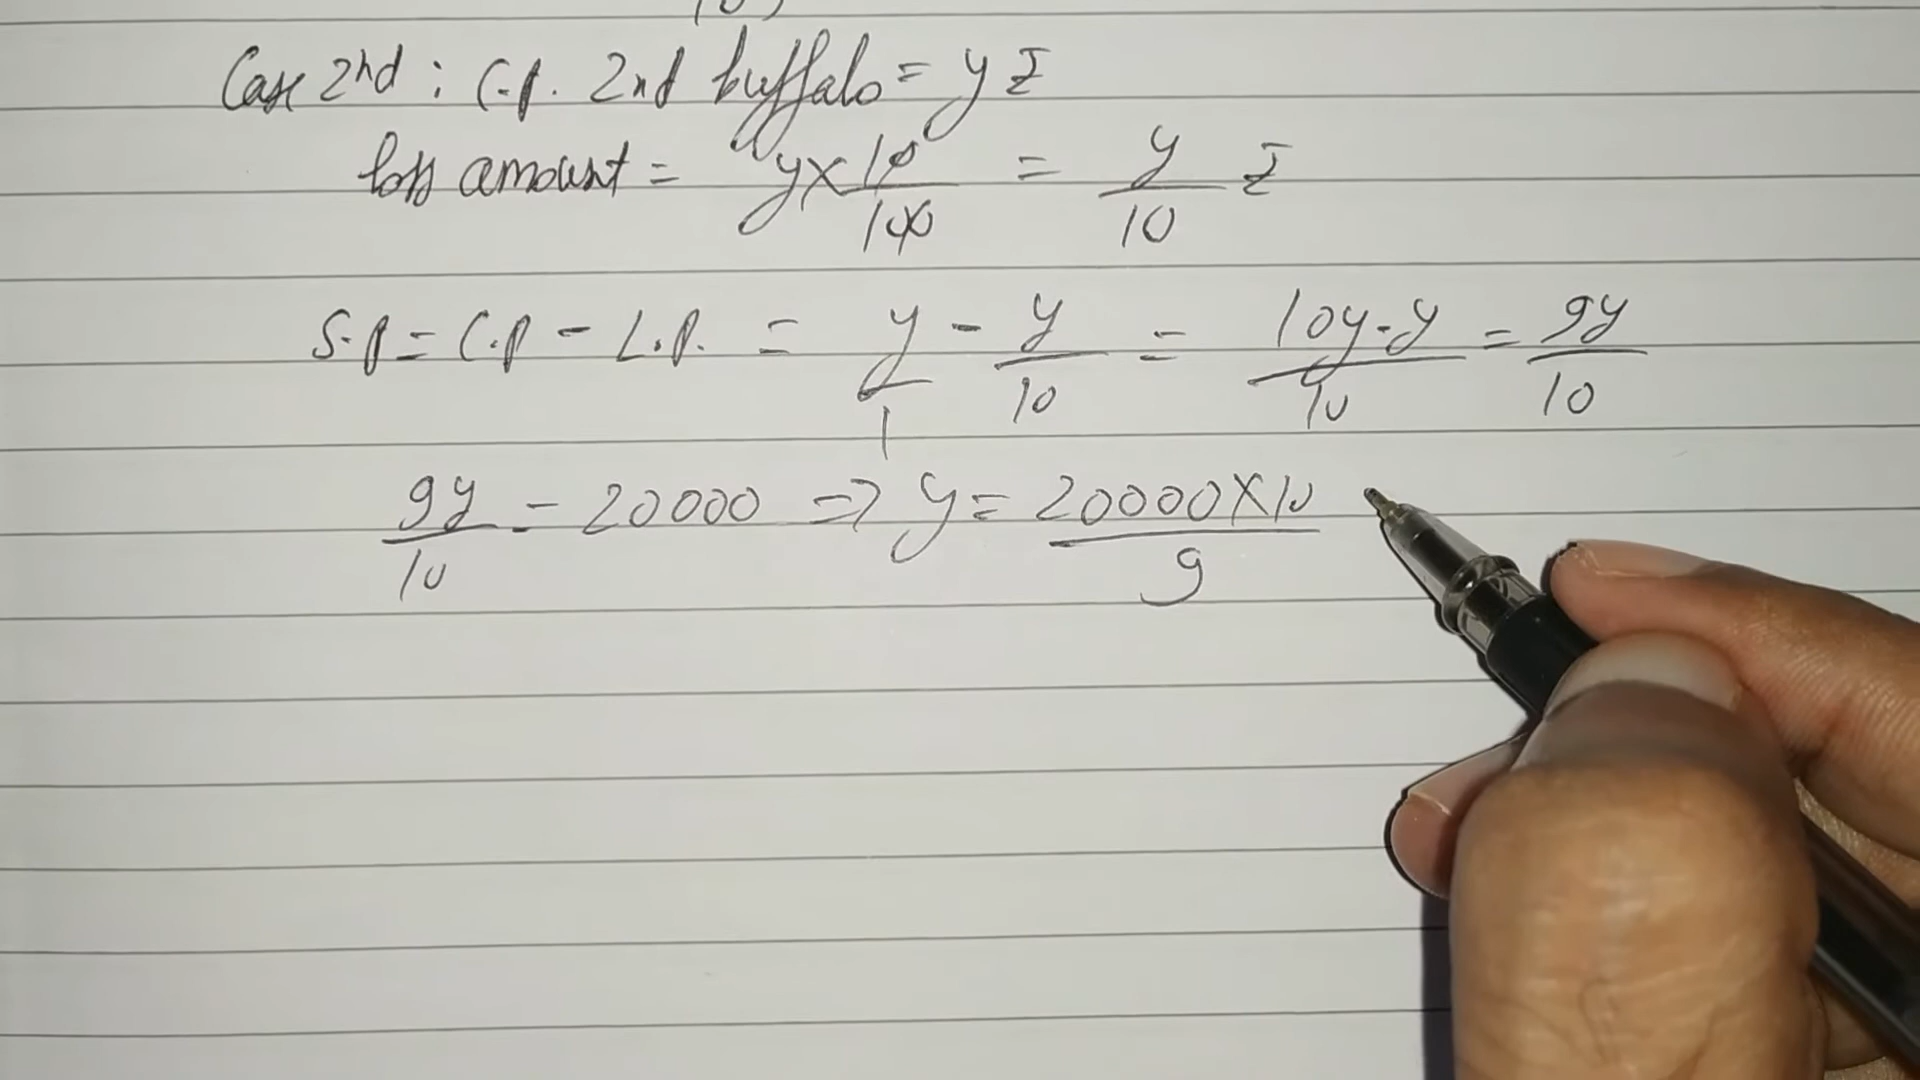 Case 2nd : C.P. 2nd buffalo = y ₹
loss amount = y × 10/100 = y/10 ₹
S.P = C.P - L.P. = y/1 - y/10 = 10y-y/10 = 9y/10
9y/10 = 20000 => y = 20000×10/9